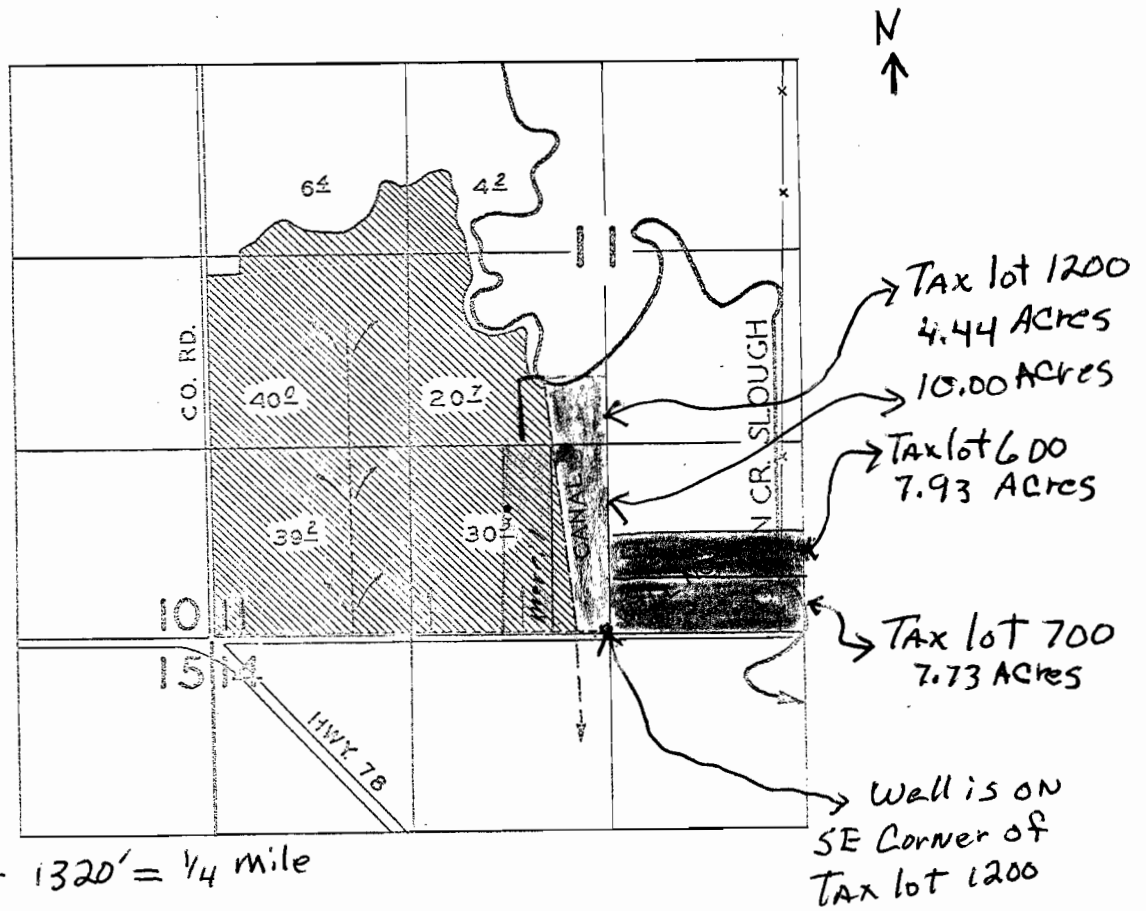 N
6 4
4 2
11
TAX lot 1200
4.44 Acres
10.00 Acres
CO. RD.
40 0
20 7
N CR. SLOUGH
TAX lot 600
7.93 Acres
CANAL
39 2
30 3
10 11
15 14
TAX lot 700
7.73 Acres
HWY. 78
Well is on
SE Corner of
TAX lot 1200
1320' = 1/4 mile